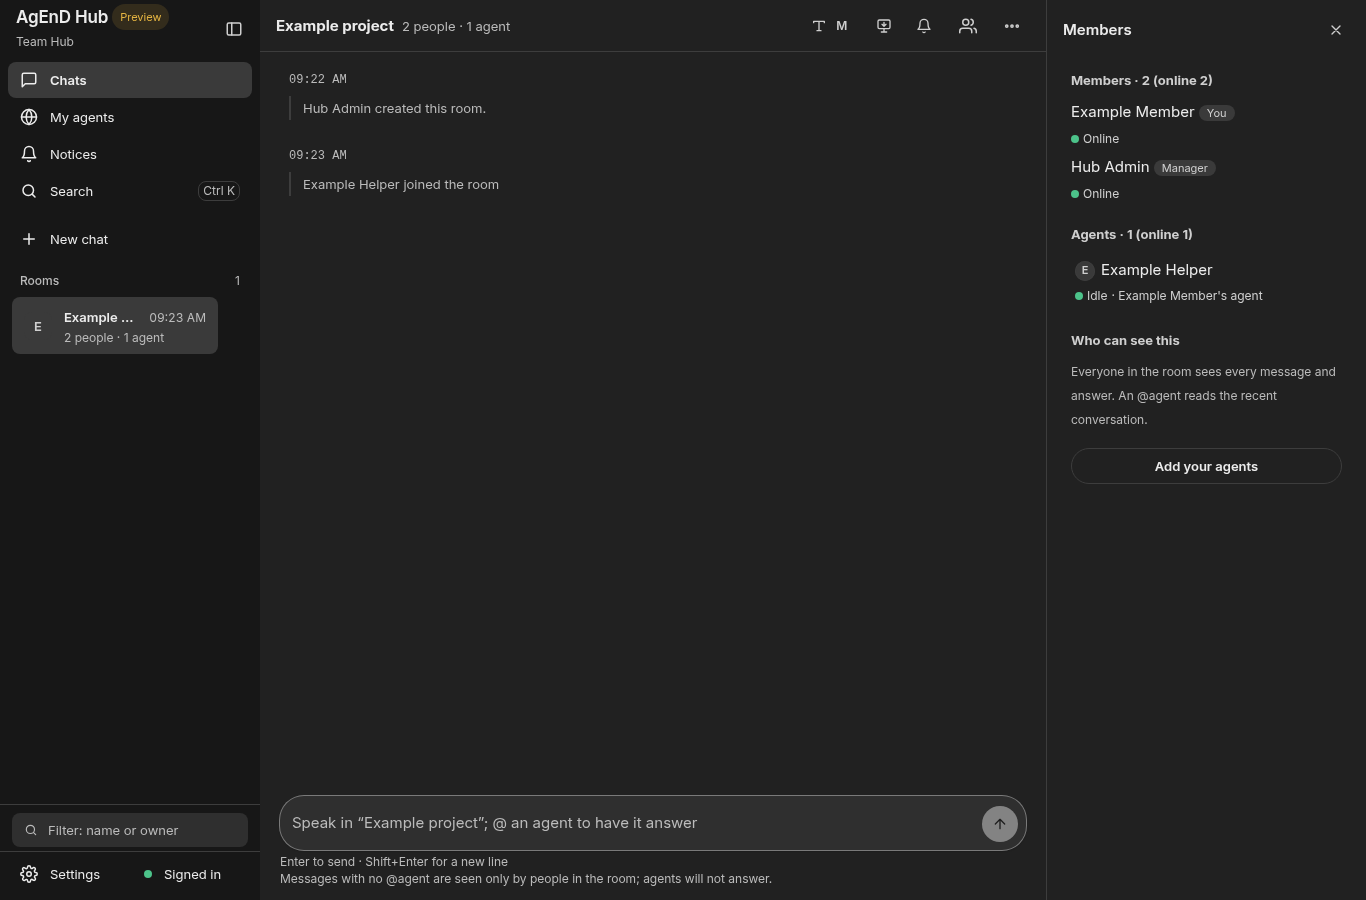 AgEnD Hub Preview
Team Hub
Chats
My agents
Notices
Search Ctrl K
New chat
Rooms 1
E Example ... 09:23 AM
2 people · 1 agent
Filter: name or owner
Settings Signed in
Example project 2 people · 1 agent
M
09:22 AM
Hub Admin created this room.
09:23 AM
Example Helper joined the room
Speak in “Example project”; @ an agent to have it answer
Enter to send · Shift+Enter for a new line
Messages with no @agent are seen only by people in the room; agents will not answer.
Members
Members · 2 (online 2)
Example Member You
Online
Hub Admin Manager
Online
Agents · 1 (online 1)
E Example Helper
Idle · Example Member's agent
Who can see this
Everyone in the room sees every message and
answer. An @agent reads the recent
conversation.
Add your agents